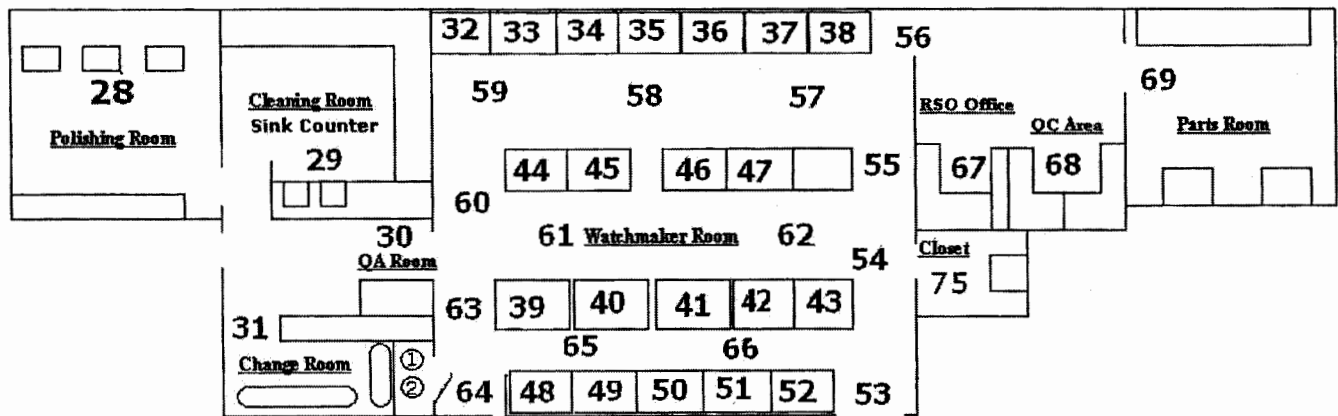 32 33 34 35 36 37 38 56
28 59 58 57 69
Cleaning Room RSO Office
Polishing Room Sink Counter QC Area Parts Room
29 44 45 46 47 55 67 68
60
30 61 Watchmaker Room 62
QA Room 54 Closet
75
31 63 39 40 41 42 43
65 66
Change Room ①
② 64 48 49 50 51 52 53